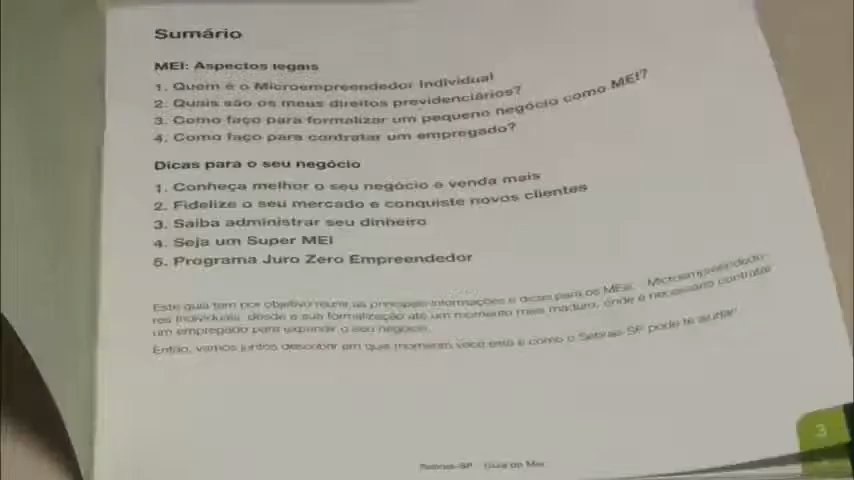 Sumário
MEI: Aspectos legais
1. Quem é o Microempreendedor Individual
2. Quais são os meus direitos previdenciários?
3. Como faço para formalizar um pequeno negócio como MEI?
4. Como faço para contratar um empregado?
Dicas para o seu negócio
1. Conheça melhor o seu negócio e venda mais
2. Fidelize o seu mercado e conquiste novos clientes
3. Saiba administrar seu dinheiro
4. Seja um Super MEI
5. Programa Juro Zero Empreendedor
Este guia tem por objetivo reunir as principais informações e dicas para os MEIs - Microempreendedo-
res Individuais, desde a sua formalização até um momento mais maduro, onde é necessário contratar
um empregado para expandir o seu negócio.
Então, vamos juntos descobrir em que momento você está e como o Sebrae-SP pode te ajudar!
Sebrae-SP Guia do Mei
3